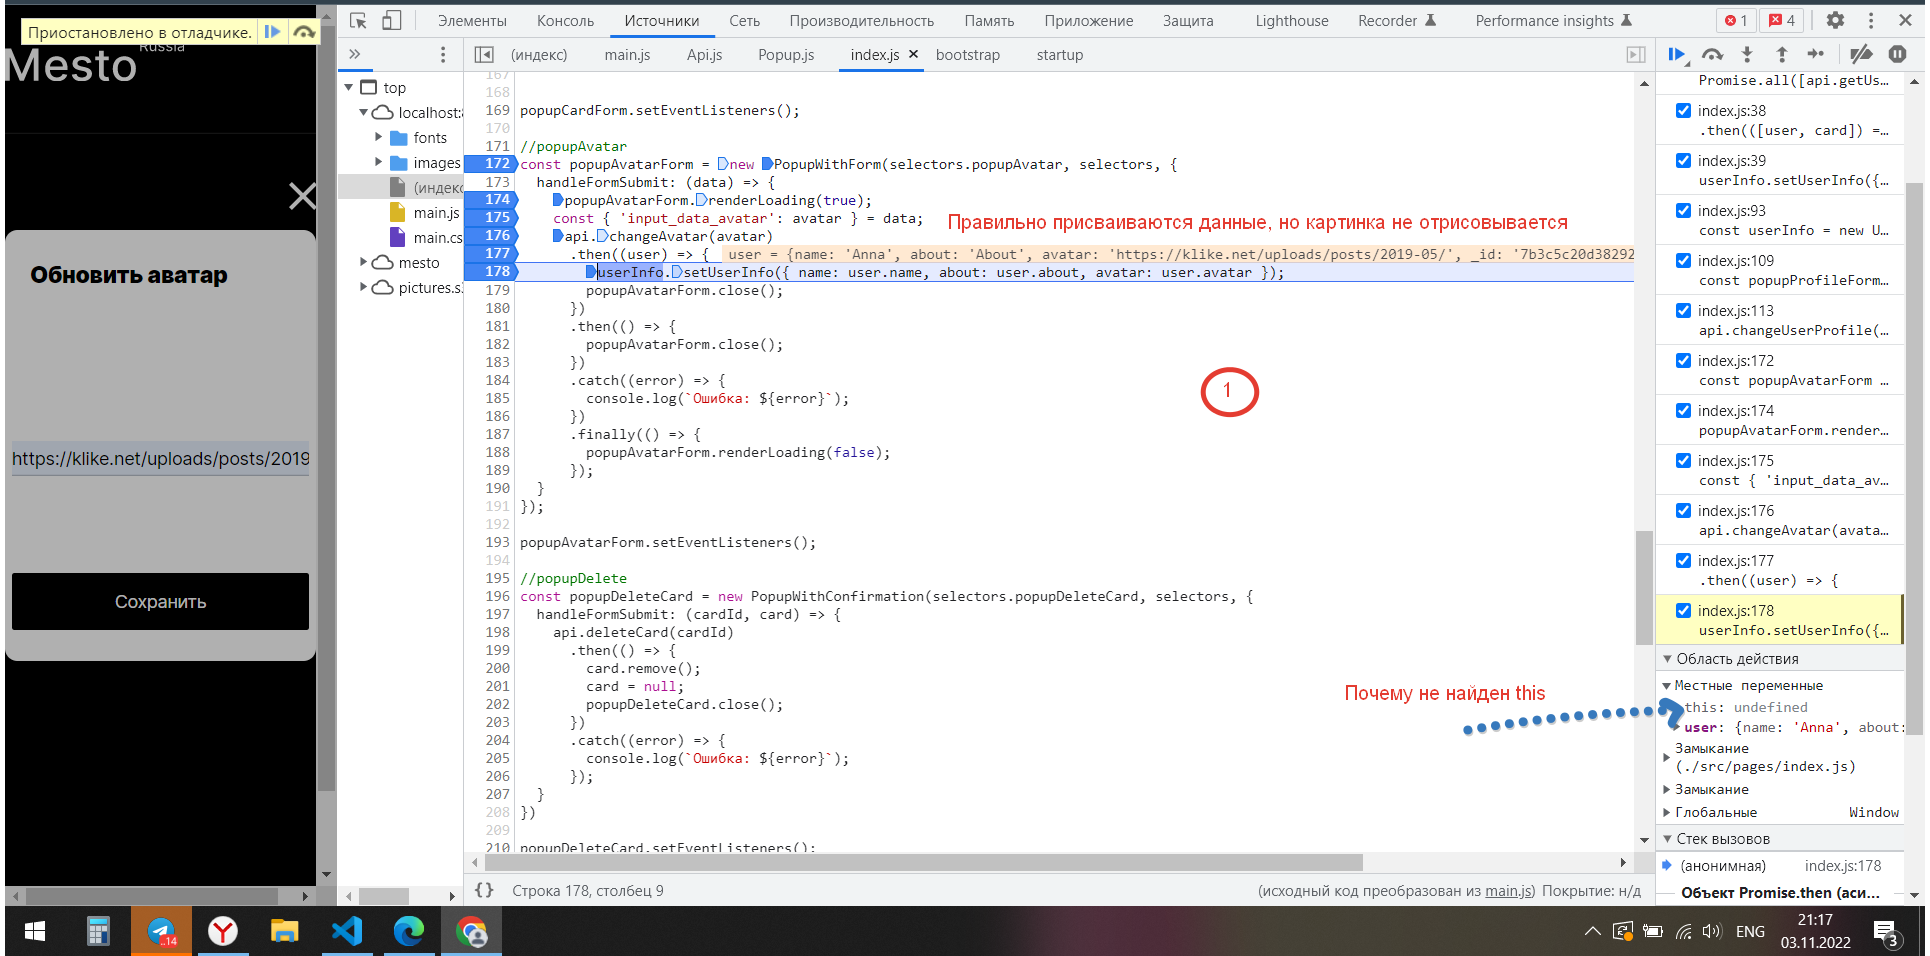 Приостановлено в отладчике.
Russia
Mesto
Обновить аватар
https://klike.net/uploads/posts/2019
Сохранить
Элементы
Консоль
Источники
Сеть
Производительность
Память
Приложение
Защита
Lighthouse
Recorder
Performance insights
1
4
(индекс)
main.js
Api.js
Popup.js
index.js
bootstrap
startup
top
localhost:
fonts
images
(индекс
main.js
main.cs
mesto
pictures.s
167
168
169 popupCardForm.setEventListeners();
170
171 //popupAvatar
172 const popupAvatarForm = new PopupWithForm(selectors.popupAvatar, selectors, {
173 handleFormSubmit: (data) => {
174 popupAvatarForm.renderLoading(true);
175 const { 'input_data_avatar': avatar } = data;
Правильно присваиваются данные, но картинка не отрисовывается
176 api.changeAvatar(avatar)
177 .then((user) => { user = {name: 'Anna', about: 'About', avatar: 'https://klike.net/uploads/posts/2019-05/', _id: '7b3c5c20d38292
178 userInfo.setUserInfo({ name: user.name, about: user.about, avatar: user.avatar });
179 popupAvatarForm.close();
180 })
181 .then(() => {
182 popupAvatarForm.close();
183 })
184 .catch((error) => {
185 console.log(`Ошибка: ${error}`);
186 })
187 .finally(() => {
188 popupAvatarForm.renderLoading(false);
189 });
190 }
191 });
192
193 popupAvatarForm.setEventListeners();
194
195 //popupDelete
196 const popupDeleteCard = new PopupWithConfirmation(selectors.popupDeleteCard, selectors, {
197 handleFormSubmit: (cardId, card) => {
198 api.deleteCard(cardId)
199 .then(() => {
200 card.remove();
201 card = null;
202 popupDeleteCard.close();
203 })
204 .catch((error) => {
205 console.log(`Ошибка: ${error}`);
206 });
207 }
208 })
209
210 popupDeleteCard.setEventListeners();
1
Почему не найден this
{} Строка 178, столбец 9
(исходный код преобразован из main.js) Покрытие: н/д
Promise.all([api.getUs…
index.js:38
.then(([user, card]) =…
index.js:39
userInfo.setUserInfo({…
index.js:93
const userInfo = new U…
index.js:109
const popupProfileForm…
index.js:113
api.changeUserProfile(…
index.js:172
const popupAvatarForm …
index.js:174
popupAvatarForm.render…
index.js:175
const { 'input_data_av…
index.js:176
api.changeAvatar(avata…
index.js:177
.then((user) => {
index.js:178
userInfo.setUserInfo({…
Область действия
Местные переменные
this: undefined
user: {name: 'Anna', about:
Замыкание
(./src/pages/index.js)
Замыкание
Глобальные Window
Стек вызовов
(анонимная) index.js:178
Объект Promise.then (аси…
..14
ENG
21:17
03.11.2022
3